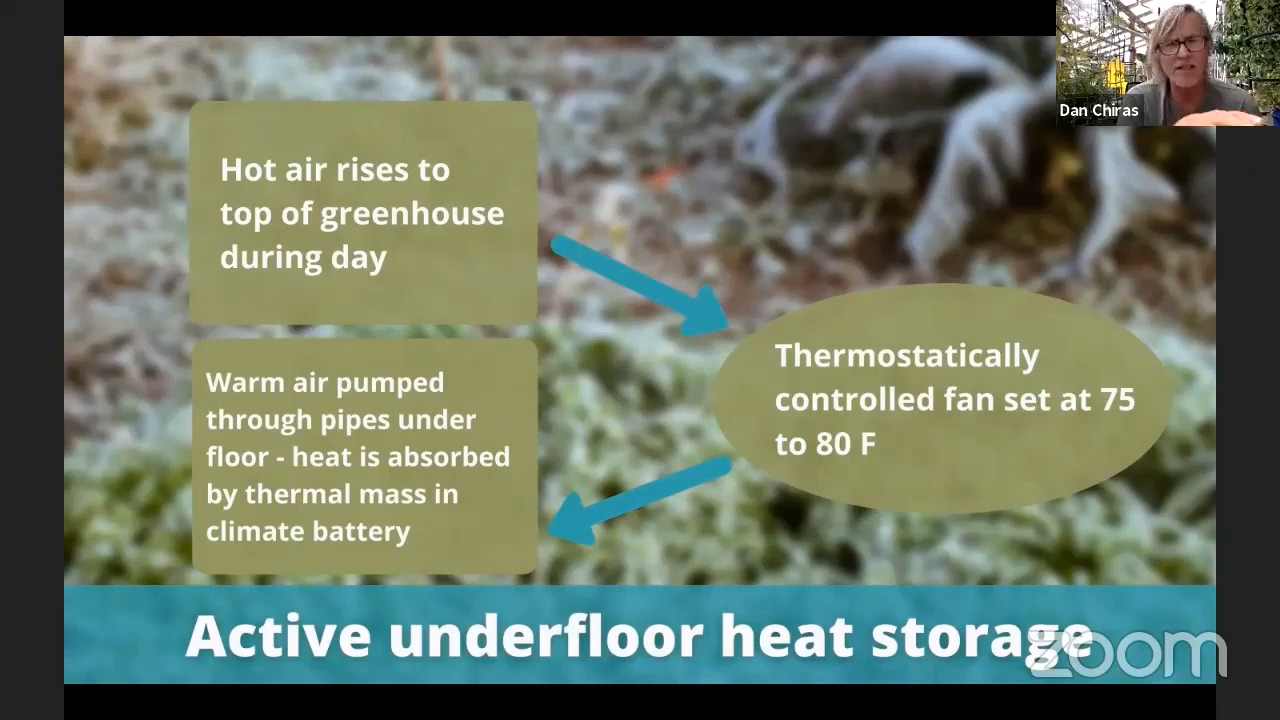 Dan Chiras
Hot air rises to
top of greenhouse
during day
Thermostatically
controlled fan set at 75
to 80 F
Warm air pumped
through pipes under
floor - heat is absorbed
by thermal mass in
climate battery
Active underfloor heat storage
zoom